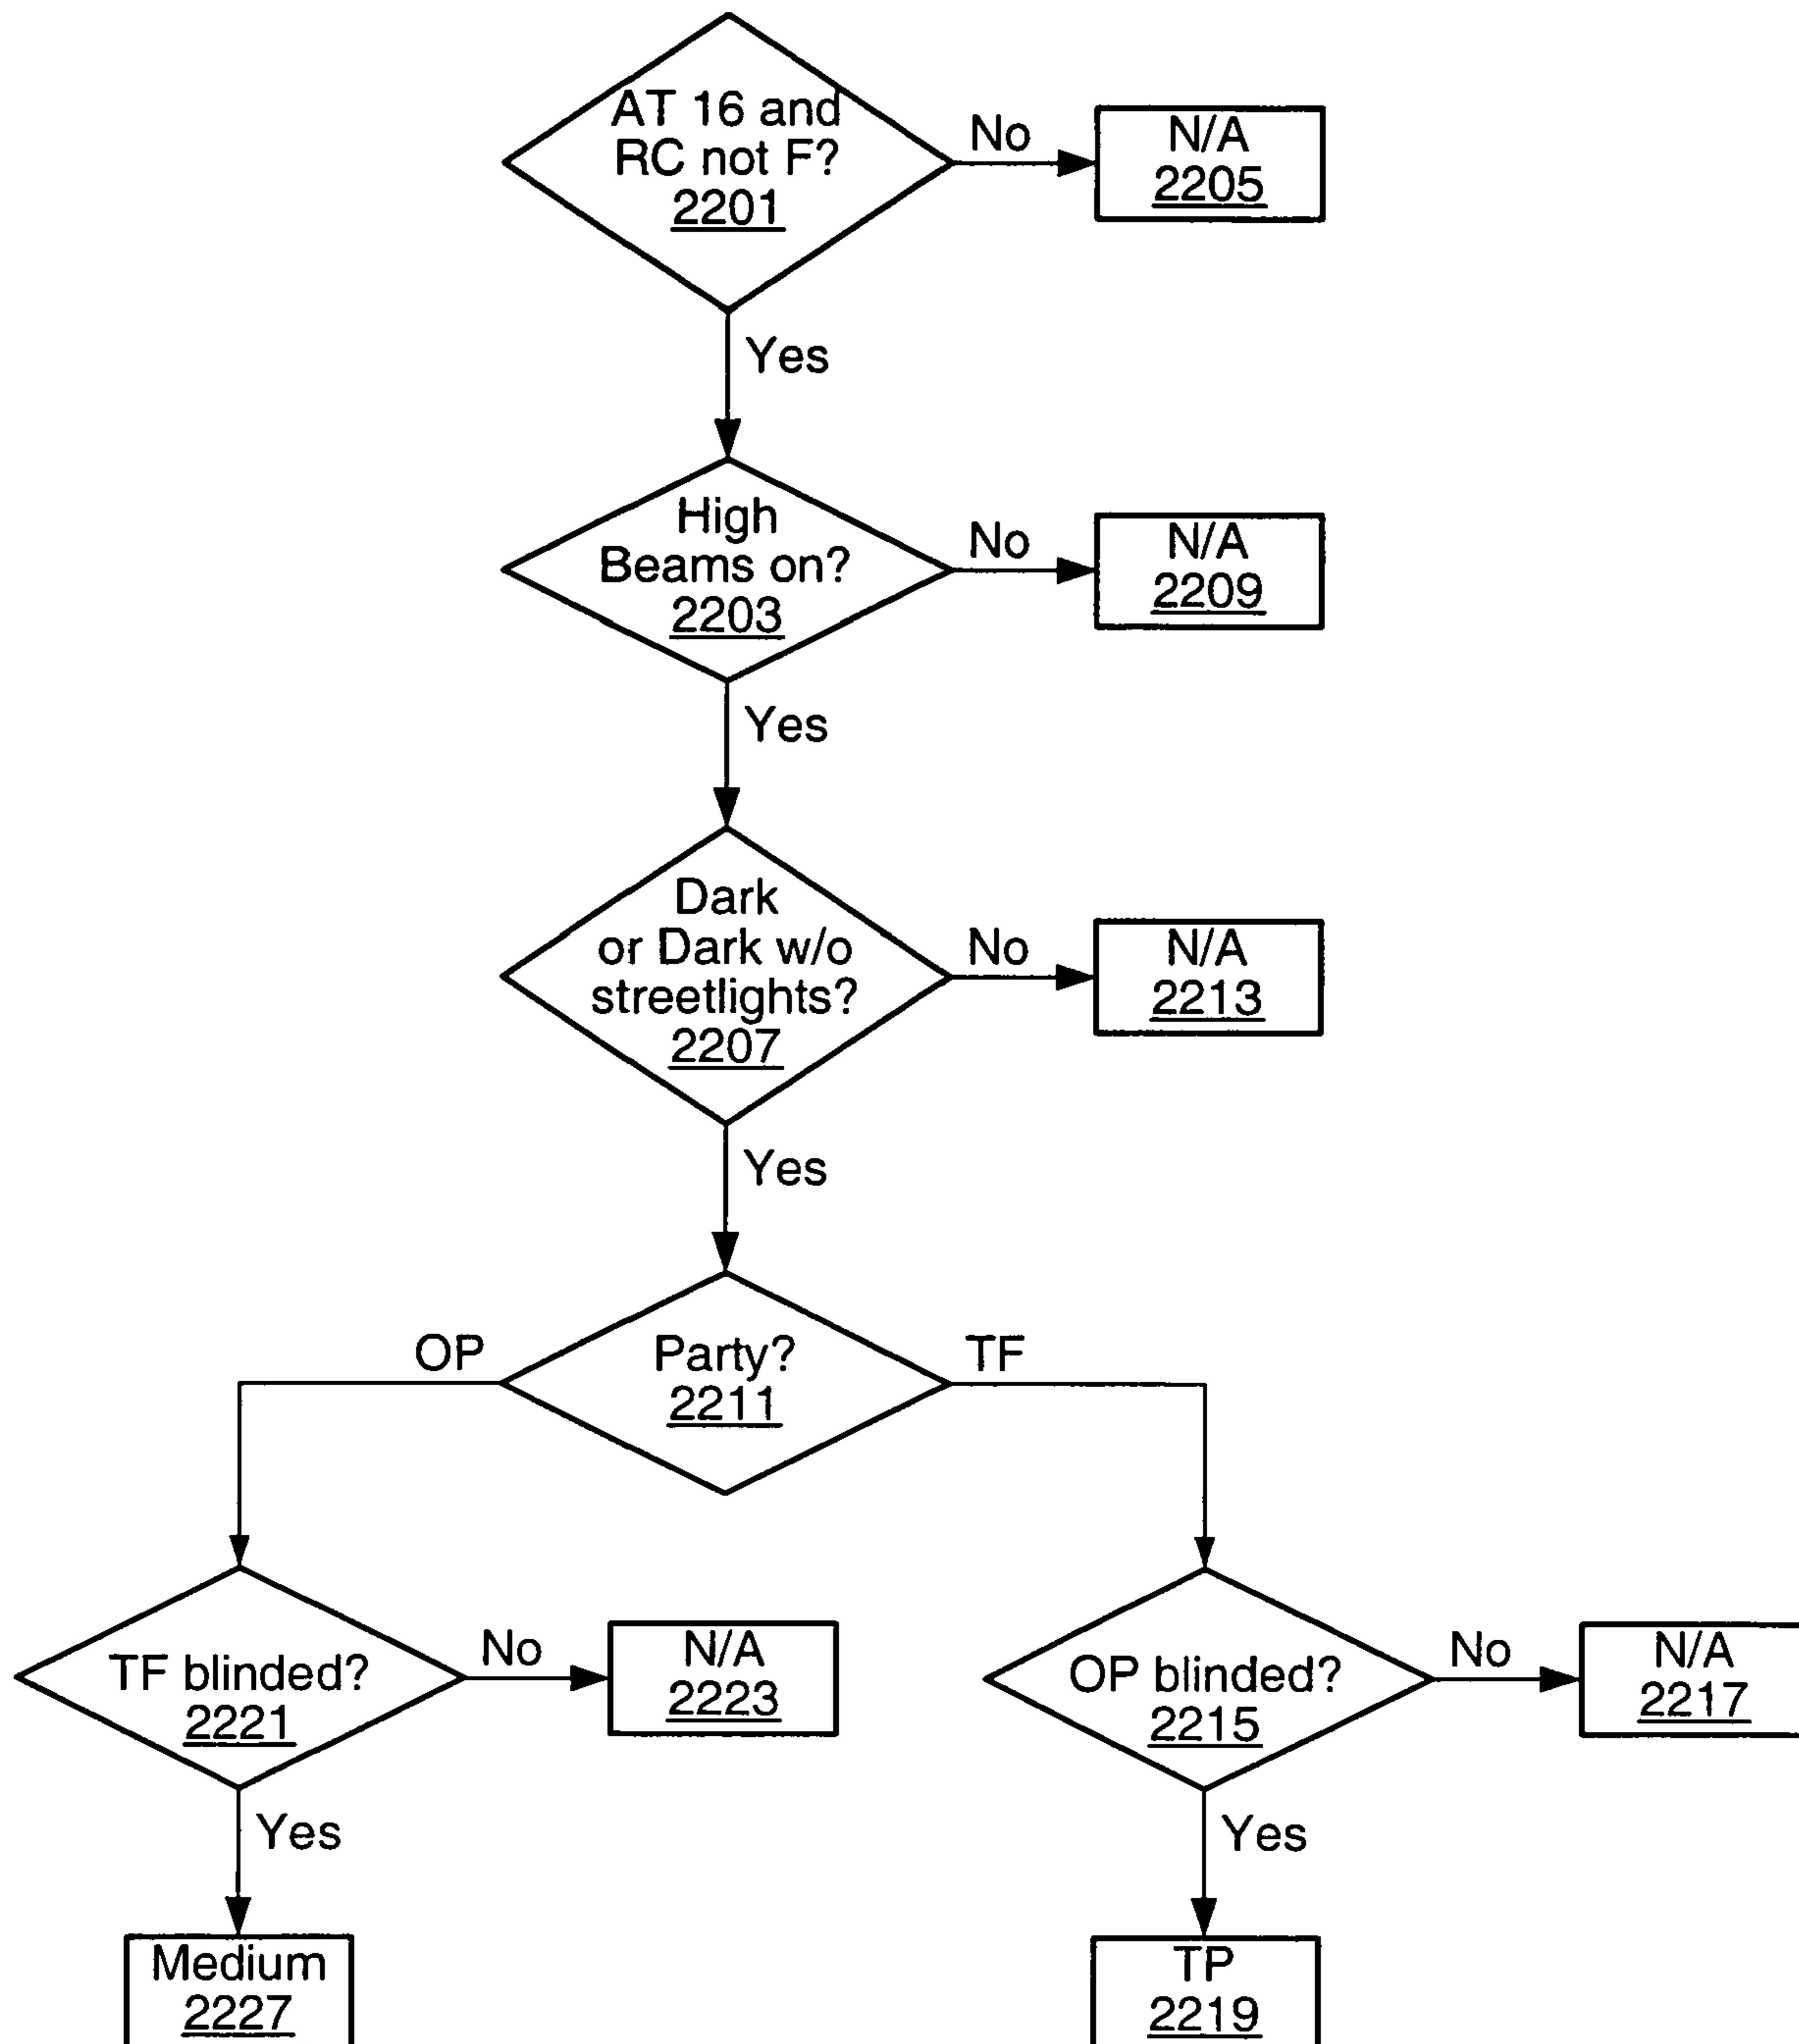 AT 16 and
RC not F?
2201
No
N/A
2205
Yes
High
Beams on?
2203
No
N/A
2209
Yes
Dark
or Dark w/o
streetlights?
2207
No
N/A
2213
Yes
OP
Party?
2211
TF
TF blinded?
2221
No
N/A
2223
OP blinded?
2215
No
N/A
2217
Yes
Yes
Medium
2227
TP
2219